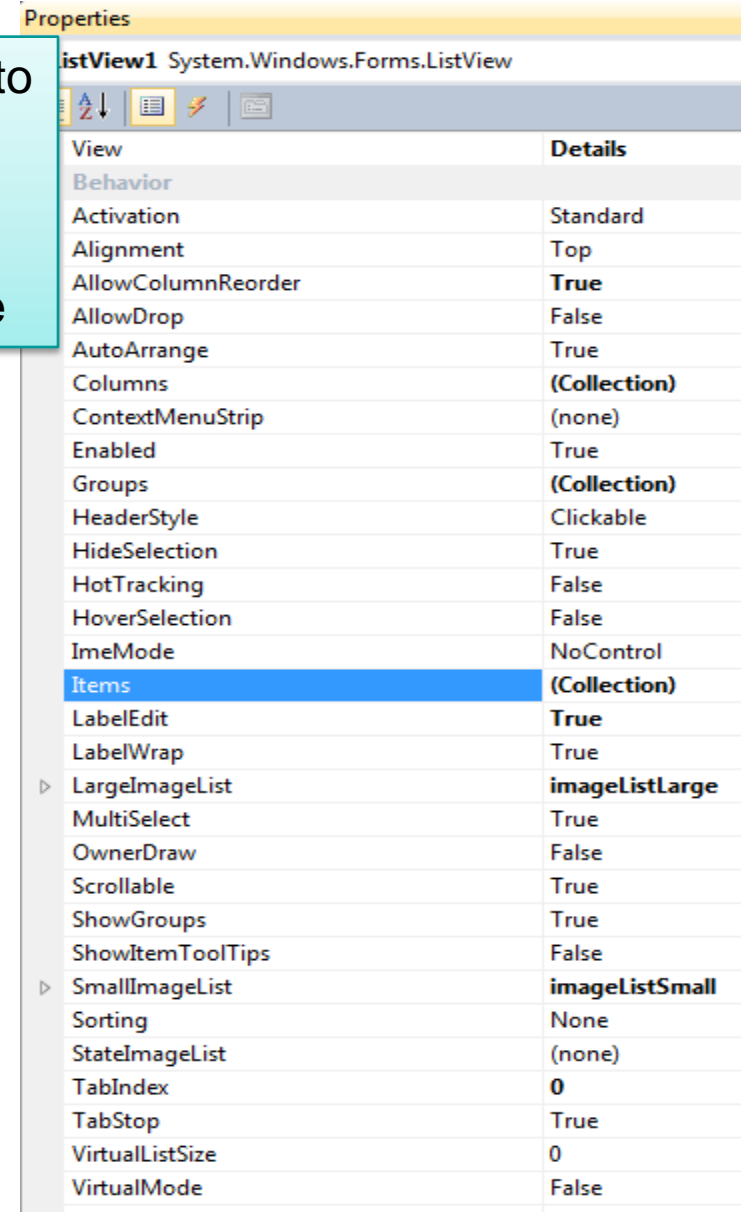 Properties
to
istView1 System.Windows.Forms.ListView
View Details
Behavior
Activation Standard
Alignment Top
AllowColumnReorder True
e
AllowDrop False
AutoArrange True
Columns (Collection)
ContextMenuStrip (none)
Enabled True
Groups (Collection)
HeaderStyle Clickable
HideSelection True
HotTracking False
HoverSelection False
ImeMode NoControl
Items (Collection)
LabelEdit True
LabelWrap True
LargeImageList imageListLarge
MultiSelect True
OwnerDraw False
Scrollable True
ShowGroups True
ShowItemToolTips False
SmallImageList imageListSmall
Sorting None
StateImageList (none)
TabIndex 0
TabStop True
VirtualListSize 0
VirtualMode False